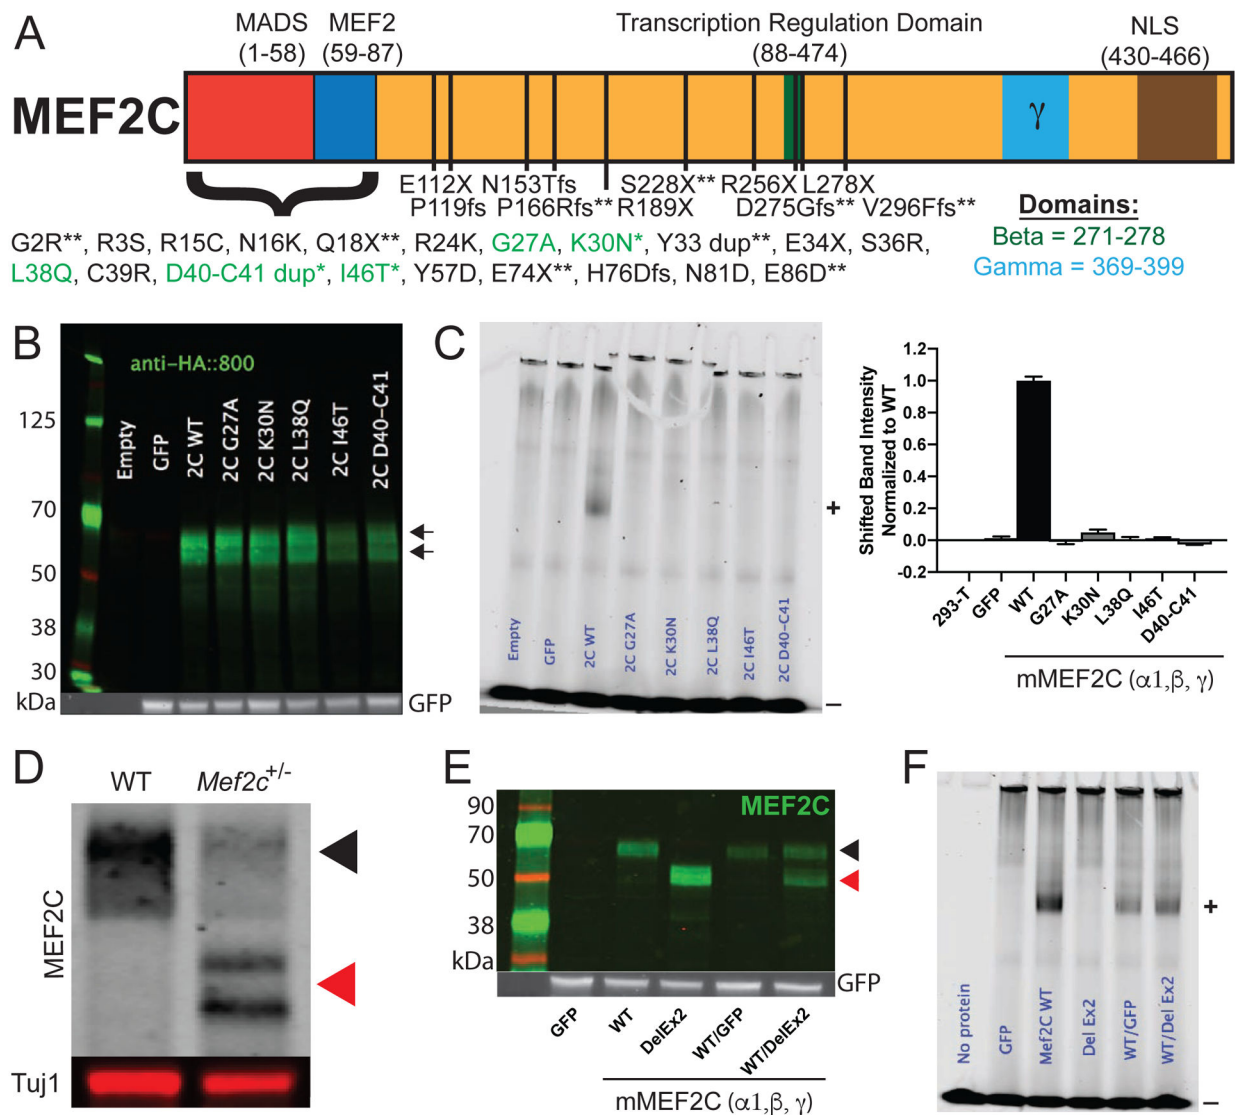 A
MADS
(1-58)
MEF2
(59-87)
Transcription Regulation Domain
(88-474)
NLS
(430-466)
MEF2C
γ
E112X N153Tfs S228X** R256X L278X
P119fs P166Rfs** R189X D275Gfs** V296Ffs**
G2R**, R3S, R15C, N16K, Q18X**, R24K, G27A, K30N*, Y33 dup**, E34X, S36R,
L38Q, C39R, D40-C41 dup*, I46T*, Y57D, E74X**, H76Dfs, N81D, E86D**
Domains:
Beta = 271-278
Gamma = 369-399
B
anti-HA::800
125
70
50
38
30
kDa
Empty
GFP
2C WT
2C G27A
2C K30N
2C L38Q
2C I46T
2C D40-C41
GFP
C
Empty
GFP
2C WT
2C G27A
2C K30N
2C L38Q
2C I46T
2C D40-C41
+
−
Shifted Band Intensity
Normalized to WT
1.2
1.0
0.8
0.6
0.4
0.2
0.0
-0.2
293-T
GFP
WT
G27A
K30N
L38Q
I46T
D40-C41
mMEF2C (α1,β, γ)
D
WT
Mef2c+/-
MEF2C
Tuj1
E
MEF2C
90
70
50
38
kDa
GFP
GFP
WT
DelEx2
WT/GFP
WT/DelEx2
mMEF2C (α1,β, γ)
F
No protein
GFP
Mef2C WT
Del Ex2
WT/GFP
WT/Del Ex2
+
−